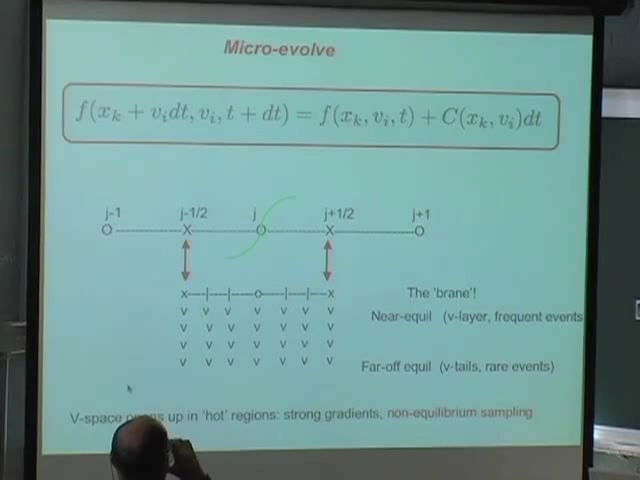 Micro-evolve
f(x_k + v_i dt, v_i, t + dt) = f(x_k, v_i, t) + C(x_k, v_i)dt
j-1 j-1/2 j j+1/2 j+1
O----------X----------O----------X----------O
x--|--|--o--|--|--x The 'brane'!
v v v v v v v Near-equil (v-layer, frequent events
v v v v v v v
v v v v v v v
v v v v v v v
v v v v v v v Far-off equil (v-tails, rare events)
V-space up in 'hot' regions: strong gradients, non-equilibrium sampling